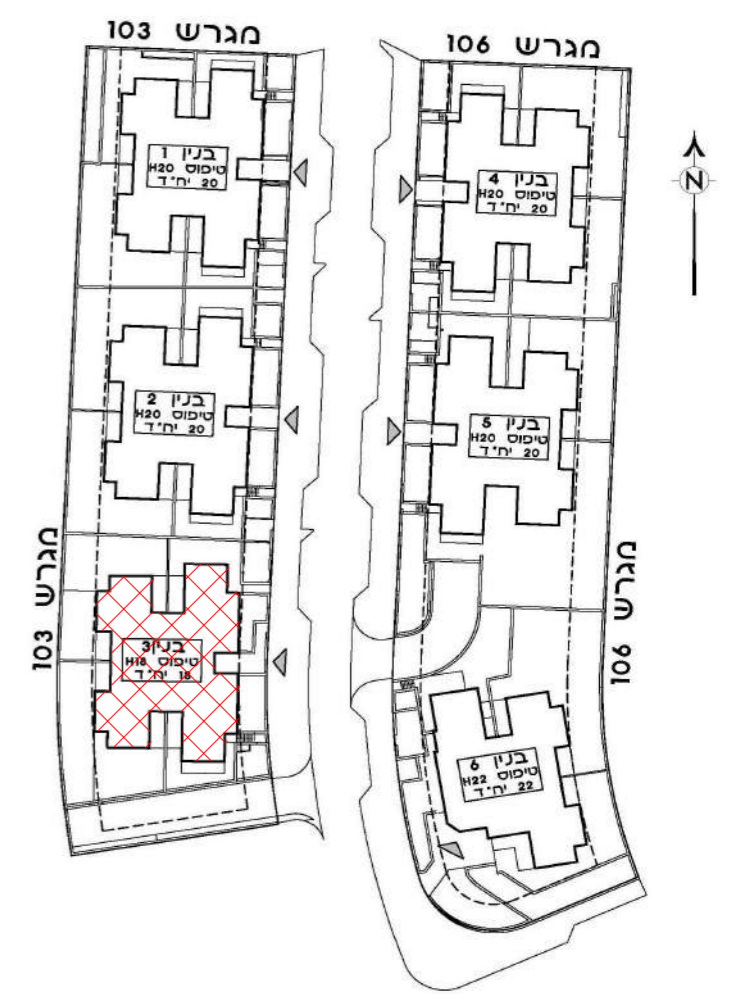 מגרש 103
מגרש 106
בנין 1
טיפוס H20
20 יח"ד
בנין 4
טיפוס H20
20 יח"ד
N
בנין 2
טיפוס H20
20 יח"ד
בנין 5
טיפוס H20
20 יח"ד
מגרש 103
בנין3
טיפוס H18
18 יח"ד
מגרש 106
בנין 6
טיפוס H22
22 יח"ד